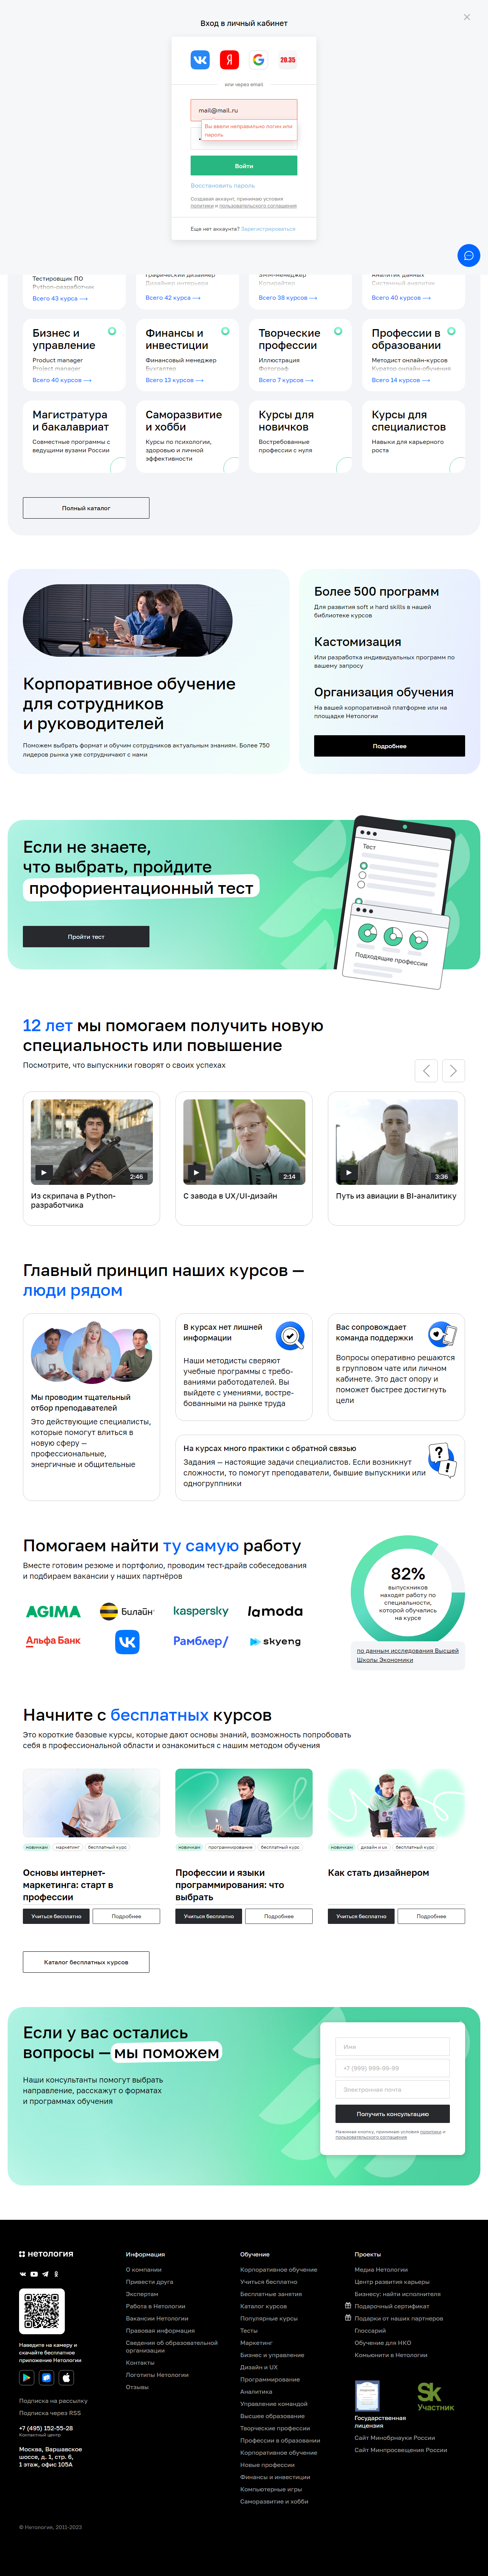 Вход в личный кабинет
20.35
или через email
mail@mail.ru
Вы ввели неправильно логин или
пароль
Войти
Восстановить пароль
Создавая аккаунт, принимаю условия
политики и пользовательского соглашения
Еще нет аккаунта? Зарегистрироваться
Тестировщик ПО
Python-разработчик
Всего 43 курса
Графический дизайнер
Дизайнер интерьера
Всего 42 курса
SMM-менеджер
Копирайтер
Всего 38 курсов
Аналитик данных
Системный аналитик
Всего 40 курсов
Бизнес и
управление
Product manager
Project manager
Всего 40 курсов
Финансы и
инвестиции
Финансовый менеджер
Бухгалтер
Всего 13 курсов
Творческие
профессии
Иллюстрация
Фотограф
Всего 7 курсов
Профессии в
образовании
Методист онлайн-курсов
Куратор онлайн-обучения
Всего 14 курсов
Магистратура
и бакалавриат
Совместные программы с
ведущими вузами России
Саморазвитие
и хобби
Курсы по психологии,
здоровью и личной
эффективности
Курсы для
новичков
Востребованные
профессии с нуля
Курсы для
специалистов
Навыки для карьерного
роста
Полный каталог
Корпоративное обучение
для сотрудников
и руководителей
Поможем выбрать формат и обучим сотрудников актуальным знаниям. Более 750
лидеров рынка уже сотрудничают с нами
Более 500 программ
Для развития soft и hard skills в нашей
библиотеке курсов
Кастомизация
Или разработка индивидуальных программ по
вашему запросу
Организация обучения
На вашей корпоративной платформе или на
площадке Нетологии
Подробнее
Если не знаете,
что выбрать, пройдите
профориентационный тест
Пройти тест
Тест
Подходящие профессии
12 лет мы помогаем получить новую
специальность или повышение
Посмотрите, что выпускники говорят о своих успехах
2:46
Из скрипача в Python-
разработчика
2:14
С завода в UX/UI-дизайн
3:36
Путь из авиации в BI-аналитику
Главный принцип наших курсов —
люди рядом
Мы проводим тщательный
отбор преподавателей
Это действующие специалисты,
которые помогут влиться в
новую сферу —
профессиональные,
энергичные и общительные
В курсах нет лишней
информации
Наши методисты сверяют
учебные программы с требо-
ваниями работодателей. Вы
выйдете с умениями, востре-
бованными на рынке труда
Вас сопровождает
команда поддержки
Вопросы оперативно решаются
в групповом чате или личном
кабинете. Это даст опору и
поможет быстрее достигнуть
цели
На курсах много практики с обратной связью
Задания — настоящие задачи специалистов. Если возникнут
сложности, то помогут преподаватели, бывшие выпускники или
одногруппники
Помогаем найти ту самую работу
Вместе готовим резюме и портфолио, проводим тест-драйв собеседования
и подбираем вакансии у наших партнёров
AGIMA
билайн
kaspersky
lamoda
Альфа Банк
Рамблер/
skyeng
82%
выпускников
находят работу по
специальности,
которой обучались
на курсе
по данным исследования Высшей
Школы Экономики
Начните с бесплатных курсов
Это короткие базовые курсы, которые дают основы знаний, возможность попробовать
себя в профессиональной области и ознакомиться с нашим методом обучения
новичкам маркетинг бесплатный курс
Основы интернет-
маркетинга: старт в
профессии
Учиться бесплатно
Подробнее
новичкам программирование бесплатный курс
Профессии и языки
программирования: что
выбрать
Учиться бесплатно
Подробнее
новичкам дизайн и ux бесплатный курс
Как стать дизайнером
Учиться бесплатно
Подробнее
Каталог бесплатных курсов
Если у вас остались
вопросы — мы поможем
Наши консультанты помогут выбрать
направление, расскажут о форматах
и программах обучения
Имя
+7 (999) 999-99-99
Электронная почта
Получить консультацию
Нажимая кнопку, принимаю условия политики и
пользовательского соглашения
нетология
Наведите на камеру и
скачайте бесплатное
приложение Нетологии
Подписка на рассылку
Подписка через RSS
+7 (495) 152-55-28
Контактный центр
Москва, Варшавское
шоссе, д. 1, стр. 6,
1 этаж, офис 105А
© Нетология, 2011-2023
Информация
О компании
Привести друга
Экспертам
Работа в Нетологии
Вакансии Нетологии
Правовая информация
Сведения об образовательной
организации
Контакты
Логотипы Нетологии
Отзывы
Обучение
Корпоративное обучение
Учиться бесплатно
Бесплатные занятия
Каталог курсов
Популярные курсы
Тесты
Маркетинг
Бизнес и управление
Дизайн и UX
Программирование
Аналитика
Управление командой
Высшее образование
Творческие профессии
Профессии в образовании
Корпоративное обучение
Новые профессии
Финансы и инвестиции
Компьютерные игры
Саморазвитие и хобби
Проекты
Медиа Нетологии
Центр развития карьеры
Бизнесу: найти исполнителя
Подарочный сертификат
Подарки от наших партнеров
Глоссарий
Обучение для НКО
Комьюнити в Нетологии
Государственная
лицензия
Sk
Участник
Сайт Минобрнауки России
Сайт Минпросвещения России